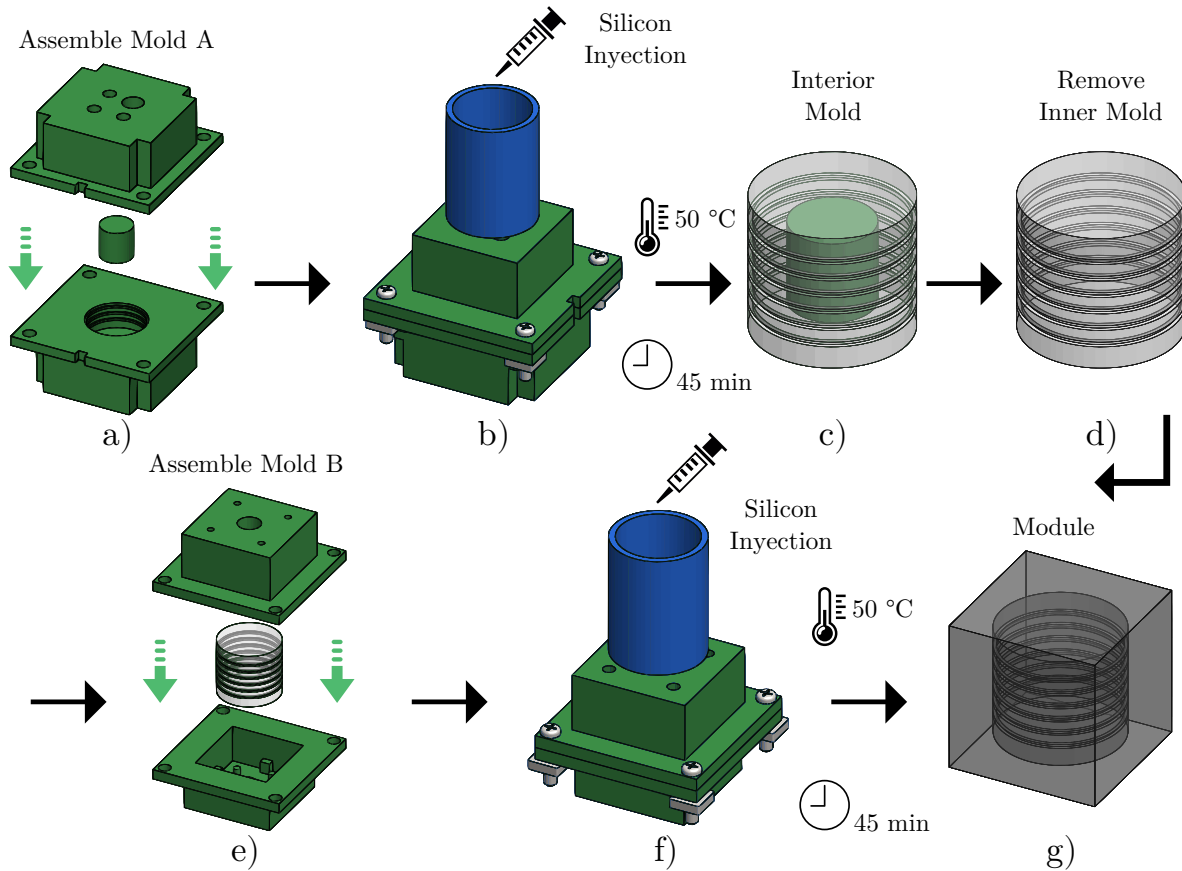 Assemble Mold A
Silicon
Inyection
50 °C
45 min
Interior
Mold
Remove
Inner Mold
a)
b)
c)
d)
Assemble Mold B
Silicon
Inyection
50 °C
45 min
Module
e)
f)
g)